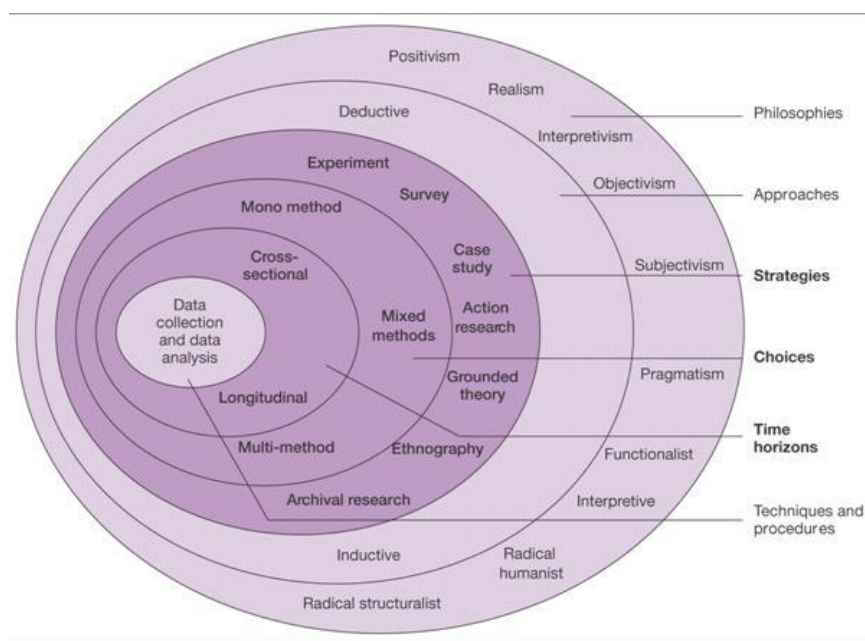 Positivism
Realism
Philosophies
Deductive
Interpretivism
Experiment
Objectivism
Survey
Approaches
Mono method
Case
study
Cross-
sectional
Subjectivism
Strategies
Data
collection
and data
analysis
Mixed
methods
Action
research
Choices
Grounded
theory
Pragmatism
Longitudinal
Time
horizons
Multi-method
Ethnography
Functionalist
Archival research
Interpretive
Techniques and
procedures
Inductive
Radical
humanist
Radical structuralist